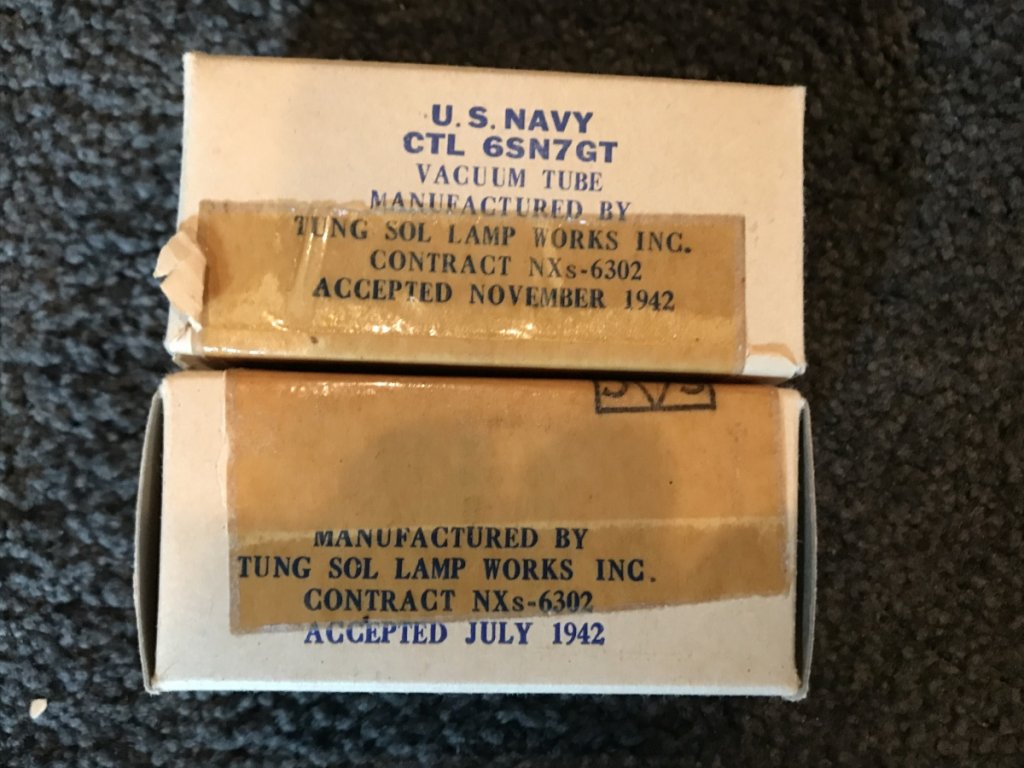 U.S. NAVY
CTL 6SN7GT
VACUUM TUBE
MANUFACTURED BY
TUNG SOL LAMP WORKS INC.
CONTRACT NXs-6302
ACCEPTED NOVEMBER 1942
MANUFACTURED BY
TUNG SOL LAMP WORKS INC.
CONTRACT NXs-6302
ACCEPTED JULY 1942